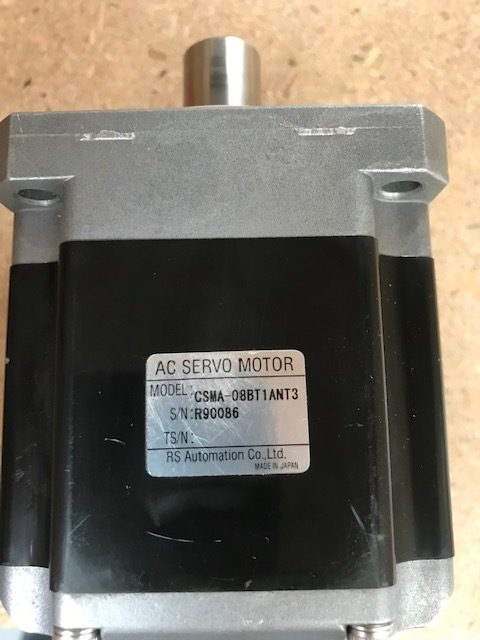 AC SERVO MOTOR
MODEL: CSMA-08BT1ANT3
S/N: R90086
TS/N:
RS Automation Co., Ltd.
MADE IN JAPAN